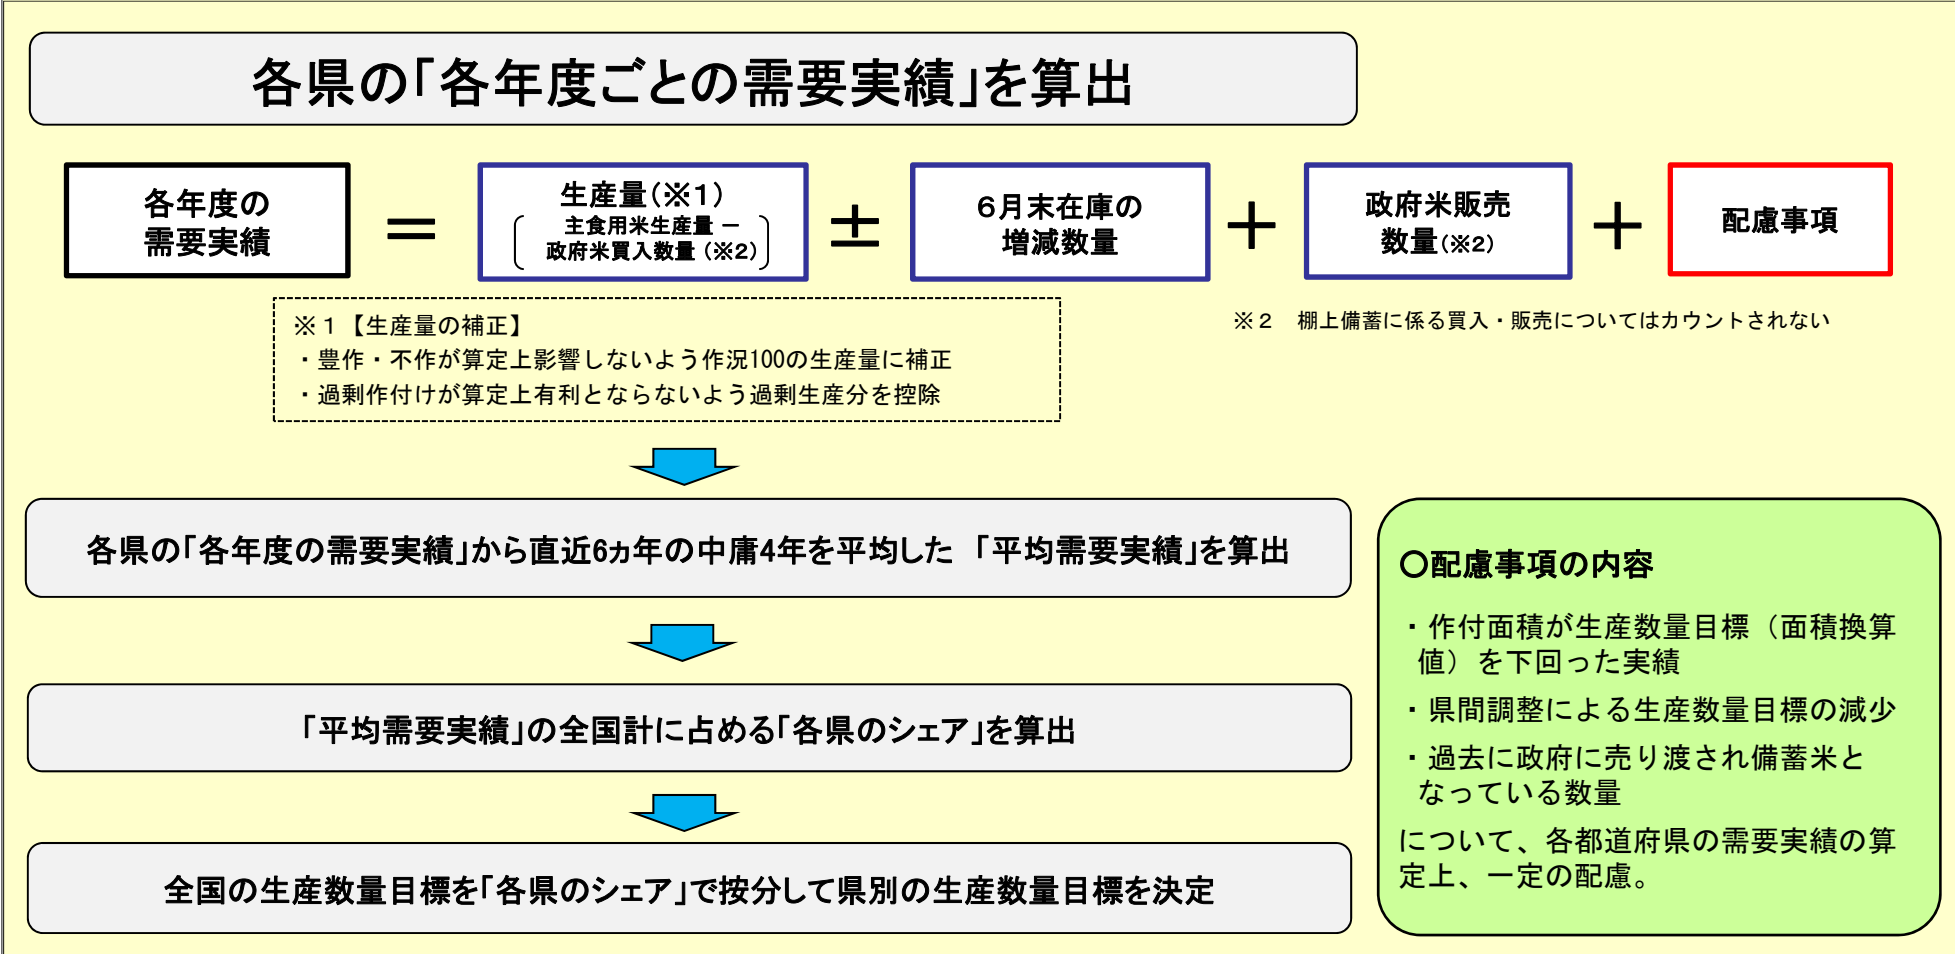 各県の「各年度ごとの需要実績」を算出
各年度の
需要実績
＝
生産量(※1)
主食用米生産量 －
政府米買入数量 (※2)
±
６月末在庫の
増減数量
＋
政府米販売
数量(※2)
＋
配慮事項
※１【生産量の補正】
・豊作・不作が算定上影響しないよう作況100の生産量に補正
・過剰作付けが算定上有利とならないよう過剰生産分を控除
※２　棚上備蓄に係る買入・販売についてはカウントされない
各県の「各年度の需要実績」から直近6ヵ年の中庸4年を平均した 「平均需要実績」を算出
「平均需要実績」の全国計に占める「各県のシェア」を算出
全国の生産数量目標を「各県のシェア」で按分して県別の生産数量目標を決定
〇配慮事項の内容
・作付面積が生産数量目標（面積換算
値）を下回った実績
・県間調整による生産数量目標の減少
・過去に政府に売り渡され備蓄米と
なっている数量
について、各都道府県の需要実績の算
定上、一定の配慮。